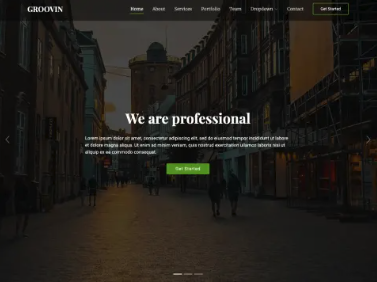 GROOVIN
Home About Services Portfolio Team Dropdown Contact Get Started
We are professional
Lorem ipsum dolor sit amet, consectetur adipiscing elit, sed do eiusmod tempor incididunt ut labore
et dolore magna aliqua. Ut enim ad minim veniam, quis nostrud exercitation ullamco laboris nisi ut
aliquip ex ea commodo consequat.
Get Started